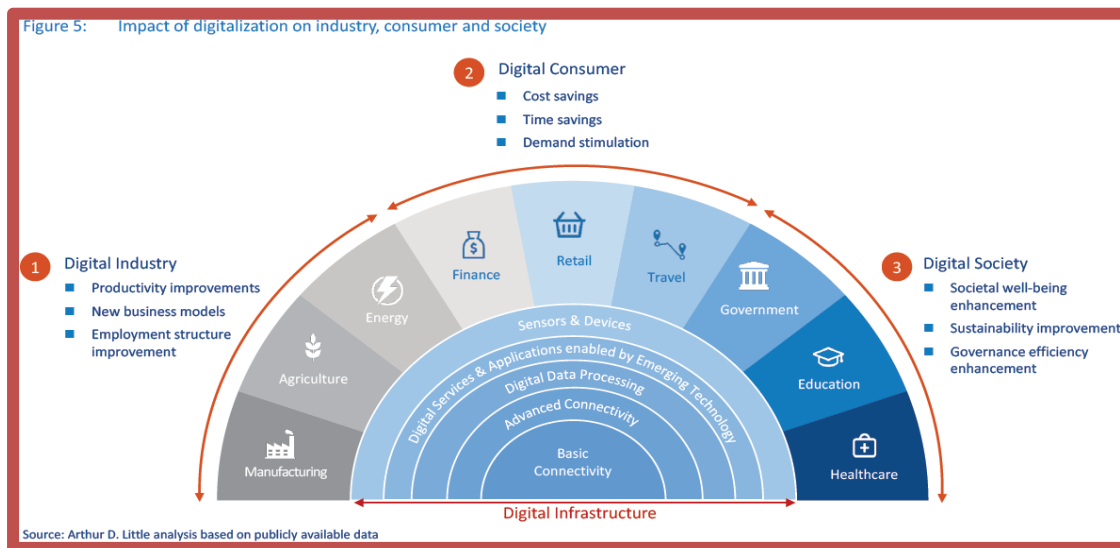 Figure 5: Impact of digitalization on industry, consumer and society
2 Digital Consumer
Cost savings
Time savings
Demand stimulation
1 Digital Industry
Productivity improvements
New business models
Employment structure
improvement
3 Digital Society
Societal well-being
enhancement
Sustainability improvement
Governance efficiency
enhancement
Manufacturing
Agriculture
Energy
$
Finance
Retail
Travel
Government
Education
Healthcare
Sensors & Devices
Digital Services & Applications enabled by Emerging Technology
Digital Data Processing
Advanced Connectivity
Basic
Connectivity
Digital Infrastructure
Source: Arthur D. Little analysis based on publicly available data